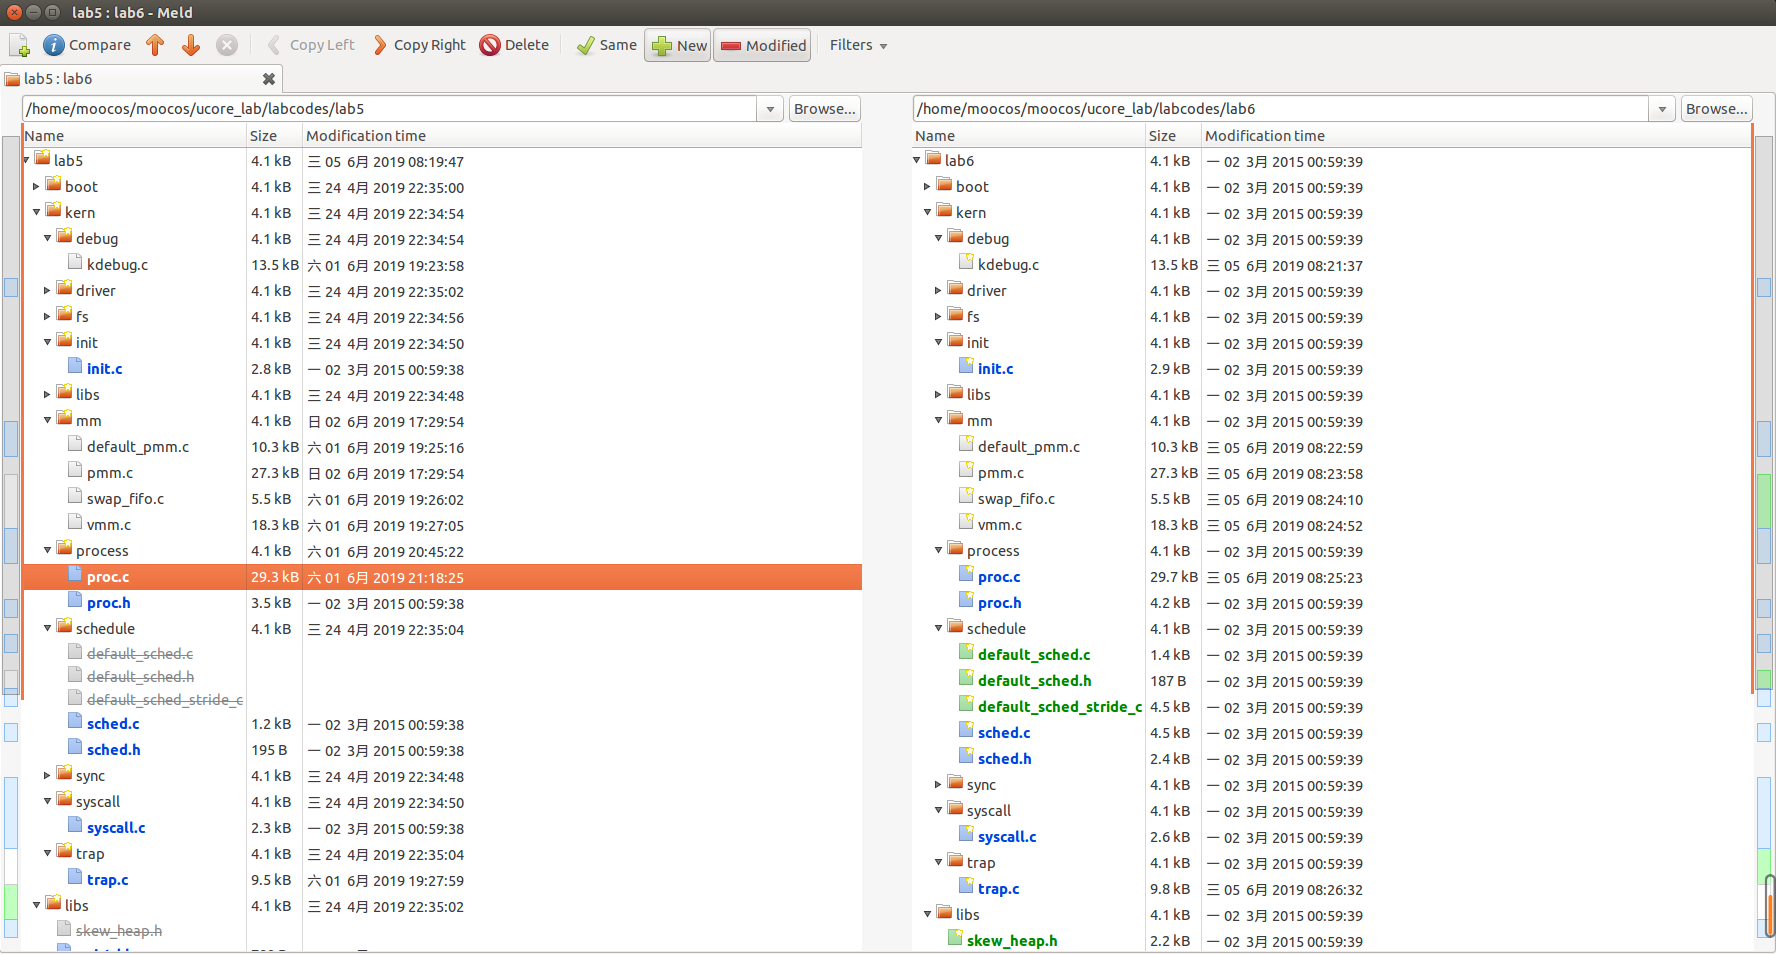 lab5 : lab6 - Meld
Compare Copy Left Copy Right Delete Same New Modified Filters
lab5 : lab6
/home/moocos/moocos/ucore_lab/labcodes/lab5 Browse...
Name Size Modification time
lab5 4.1 kB 三 05 6月 2019 08:19:47
boot 4.1 kB 三 24 4月 2019 22:35:00
kern 4.1 kB 三 24 4月 2019 22:34:54
debug 4.1 kB 三 24 4月 2019 22:34:54
kdebug.c 13.5 kB 六 01 6月 2019 19:23:58
driver 4.1 kB 三 24 4月 2019 22:35:02
fs 4.1 kB 三 24 4月 2019 22:34:56
init 4.1 kB 三 24 4月 2019 22:34:50
init.c 2.8 kB 一 02 3月 2015 00:59:38
libs 4.1 kB 三 24 4月 2019 22:34:48
mm 4.1 kB 日 02 6月 2019 17:29:54
default_pmm.c 10.3 kB 六 01 6月 2019 19:25:16
pmm.c 27.3 kB 日 02 6月 2019 17:29:54
swap_fifo.c 5.5 kB 六 01 6月 2019 19:26:02
vmm.c 18.3 kB 六 01 6月 2019 19:27:05
process 4.1 kB 六 01 6月 2019 20:45:22
proc.c 29.3 kB 六 01 6月 2019 21:18:25
proc.h 3.5 kB 一 02 3月 2015 00:59:38
schedule 4.1 kB 三 24 4月 2019 22:35:04
default_sched.c
default_sched.h
default_sched_stride_c
sched.c 1.2 kB 一 02 3月 2015 00:59:38
sched.h 195 B 一 02 3月 2015 00:59:38
sync 4.1 kB 三 24 4月 2019 22:34:48
syscall 4.1 kB 三 24 4月 2019 22:34:50
syscall.c 2.3 kB 一 02 3月 2015 00:59:38
trap 4.1 kB 三 24 4月 2019 22:35:04
trap.c 9.5 kB 六 01 6月 2019 19:27:59
libs 4.1 kB 三 24 4月 2019 22:35:02
skew_heap.h
/home/moocos/moocos/ucore_lab/labcodes/lab6 Browse...
Name Size Modification time
lab6 4.1 kB 一 02 3月 2015 00:59:39
boot 4.1 kB 一 02 3月 2015 00:59:39
kern 4.1 kB 一 02 3月 2015 00:59:39
debug 4.1 kB 一 02 3月 2015 00:59:39
kdebug.c 13.5 kB 三 05 6月 2019 08:21:37
driver 4.1 kB 一 02 3月 2015 00:59:39
fs 4.1 kB 一 02 3月 2015 00:59:39
init 4.1 kB 一 02 3月 2015 00:59:39
init.c 2.9 kB 一 02 3月 2015 00:59:39
libs 4.1 kB 一 02 3月 2015 00:59:39
mm 4.1 kB 一 02 3月 2015 00:59:39
default_pmm.c 10.3 kB 三 05 6月 2019 08:22:59
pmm.c 27.3 kB 三 05 6月 2019 08:23:58
swap_fifo.c 5.5 kB 三 05 6月 2019 08:24:10
vmm.c 18.3 kB 三 05 6月 2019 08:24:52
process 4.1 kB 一 02 3月 2015 00:59:39
proc.c 29.7 kB 三 05 6月 2019 08:25:23
proc.h 4.2 kB 一 02 3月 2015 00:59:39
schedule 4.1 kB 一 02 3月 2015 00:59:39
default_sched.c 1.4 kB 一 02 3月 2015 00:59:39
default_sched.h 187 B 一 02 3月 2015 00:59:39
default_sched_stride_c 4.5 kB 一 02 3月 2015 00:59:39
sched.c 4.5 kB 一 02 3月 2015 00:59:39
sched.h 2.4 kB 一 02 3月 2015 00:59:39
sync 4.1 kB 一 02 3月 2015 00:59:39
syscall 4.1 kB 一 02 3月 2015 00:59:39
syscall.c 2.6 kB 一 02 3月 2015 00:59:39
trap 4.1 kB 一 02 3月 2015 00:59:39
trap.c 9.8 kB 三 05 6月 2019 08:26:32
libs 4.1 kB 一 02 3月 2015 00:59:39
skew_heap.h 2.2 kB 一 02 3月 2015 00:59:39